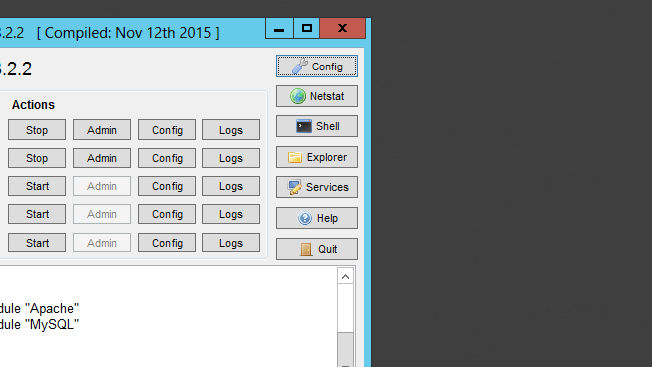 .2.2 [ Compiled: Nov 12th 2015 ]
.2.2
Config
Actions
Netstat
Stop Admin Config Logs
Shell
Stop Admin Config Logs
Explorer
Start Admin Config Logs
Services
Start Admin Config Logs
Help
Start Admin Config Logs
Quit
dule "Apache"
dule "MySQL"